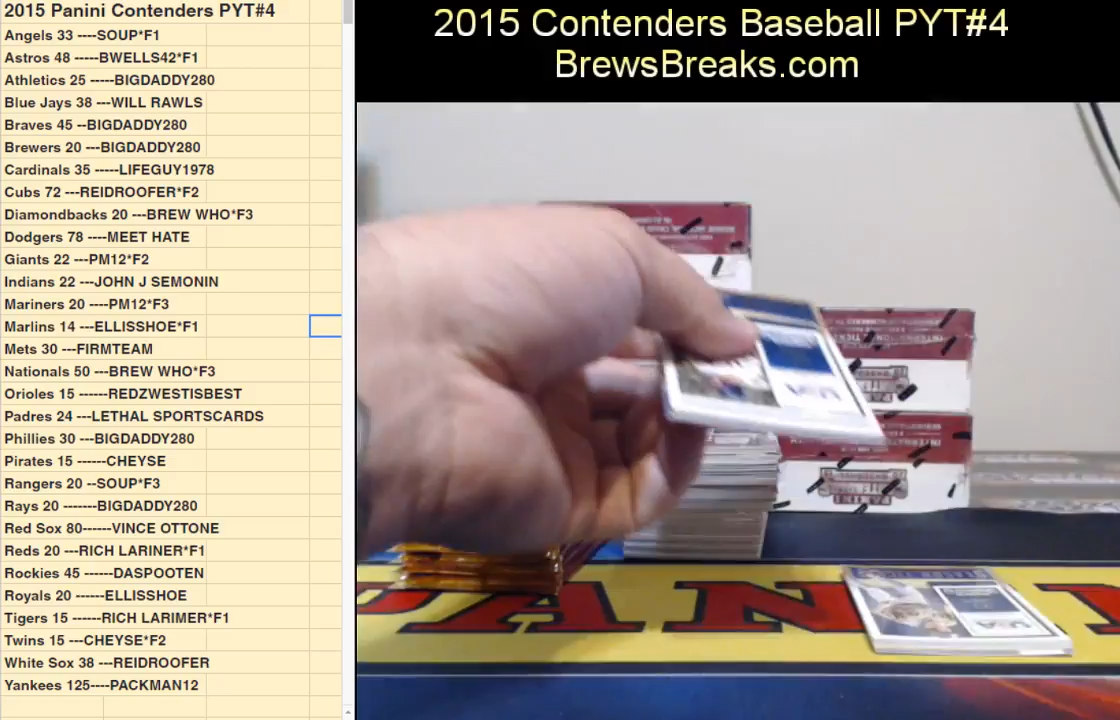 2015 Panini Contenders PYT#4
Angels 33 ----SOUP*F1
Astros 48 -----BWELLS42*F1
Athletics 25 -----BIGDADDY280
Blue Jays 38 ---WILL RAWLS
Braves 45 --BIGDADDY280
Brewers 20 ---BIGDADDY280
Cardinals 35 -----LIFEGUY1978
Cubs 72 ---REIDROOFER*F2
Diamondbacks 20 ---BREW WHO*F3
Dodgers 78 ----MEET HATE
Giants 22 ---PM12*F2
Indians 22 ---JOHN J SEMONIN
Mariners 20 ----PM12*F3
Marlins 14 ---ELLISSHOE*F1
Mets 30 ---FIRMTEAM
Nationals 50 ---BREW WHO*F3
Orioles 15 -----REDZWESTISBEST
Padres 24 ---LETHAL SPORTSCARDS
Phillies 30 ---BIGDADDY280
Pirates 15 ------CHEYSE
Rangers 20 --SOUP*F3
Rays 20 -------BIGDADDY280
Red Sox 80------VINCE OTTONE
Reds 20 ---RICH LARINER*F1
Rockies 45 ------DASPOOTEN
Royals 20 ------ELLISSHOE
Tigers 15 ------RICH LARIMER*F1
Twins 15 ---CHEYSE*F2
White Sox 38 ---REIDROOFER
Yankees 125----PACKMAN12
2015 Contenders Baseball PYT#4
BrewsBreaks.com
PANINI